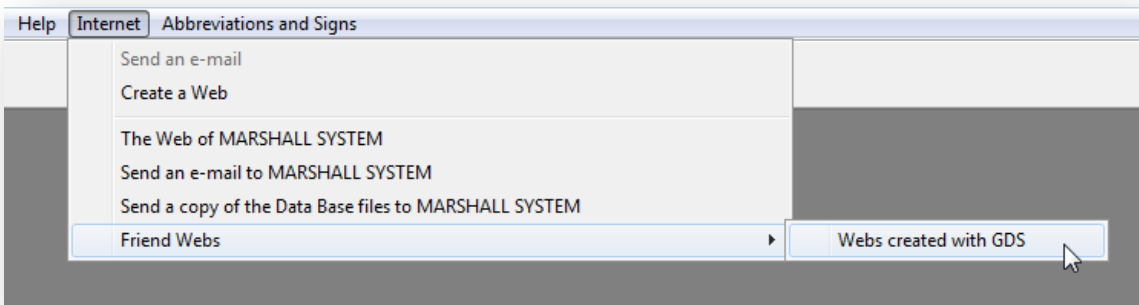 Help Internet Abbreviations and Signs
Send an e-mail
Create a Web
The Web of MARSHALL SYSTEM
Send an e-mail to MARSHALL SYSTEM
Send a copy of the Data Base files to MARSHALL SYSTEM
Friend Webs Webs created with GDS